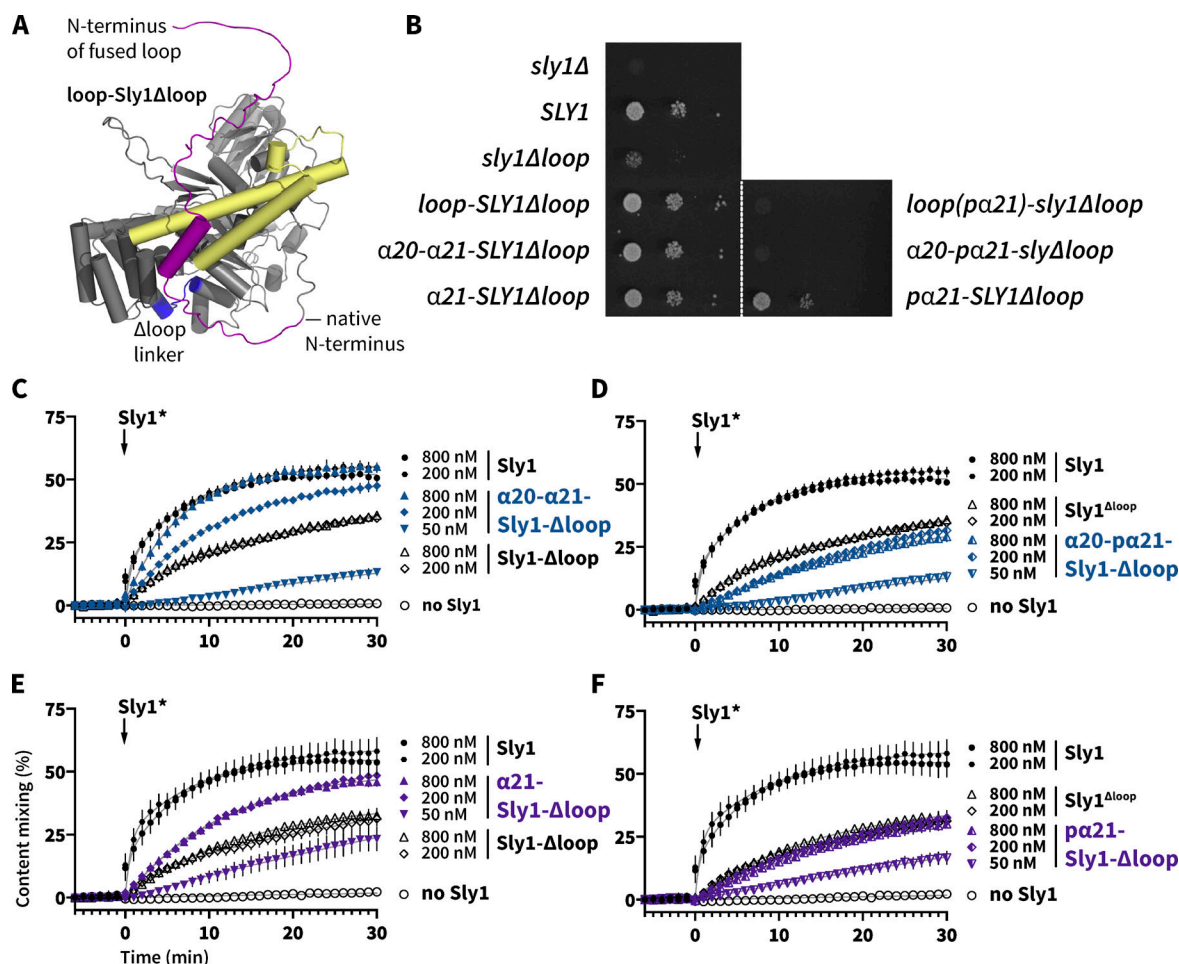 A
N-terminus
of fused loop
loop-Sly1Δloop
Δloop
linker
native
N-terminus
B
sly1Δ
SLY1
sly1Δloop
loop-SLY1Δloop
α20-α21-SLY1Δloop
α21-SLY1Δloop
loop(pα21)-sly1Δloop
α20-pα21-slyΔloop
pα21-SLY1Δloop
C
75
50
25
0
0
10
20
30
Sly1*
800 nM
200 nM
Sly1
800 nM
200 nM
50 nM
α20-α21-
Sly1-Δloop
800 nM
200 nM
Sly1-Δloop
no Sly1
D
75
50
25
0
0
10
20
30
Sly1*
800 nM
200 nM
Sly1
800 nM
200 nM
Sly1Δloop
800 nM
200 nM
50 nM
α20-pα21-
Sly1-Δloop
no Sly1
E
Content mixing (%)
75
50
25
0
0
10
20
30
Time (min)
Sly1*
800 nM
200 nM
Sly1
800 nM
200 nM
50 nM
α21-
Sly1-Δloop
800 nM
200 nM
Sly1-Δloop
no Sly1
F
75
50
25
0
0
10
20
30
Sly1*
800 nM
200 nM
Sly1
800 nM
200 nM
Sly1Δloop
800 nM
200 nM
50 nM
pα21-
Sly1-Δloop
no Sly1